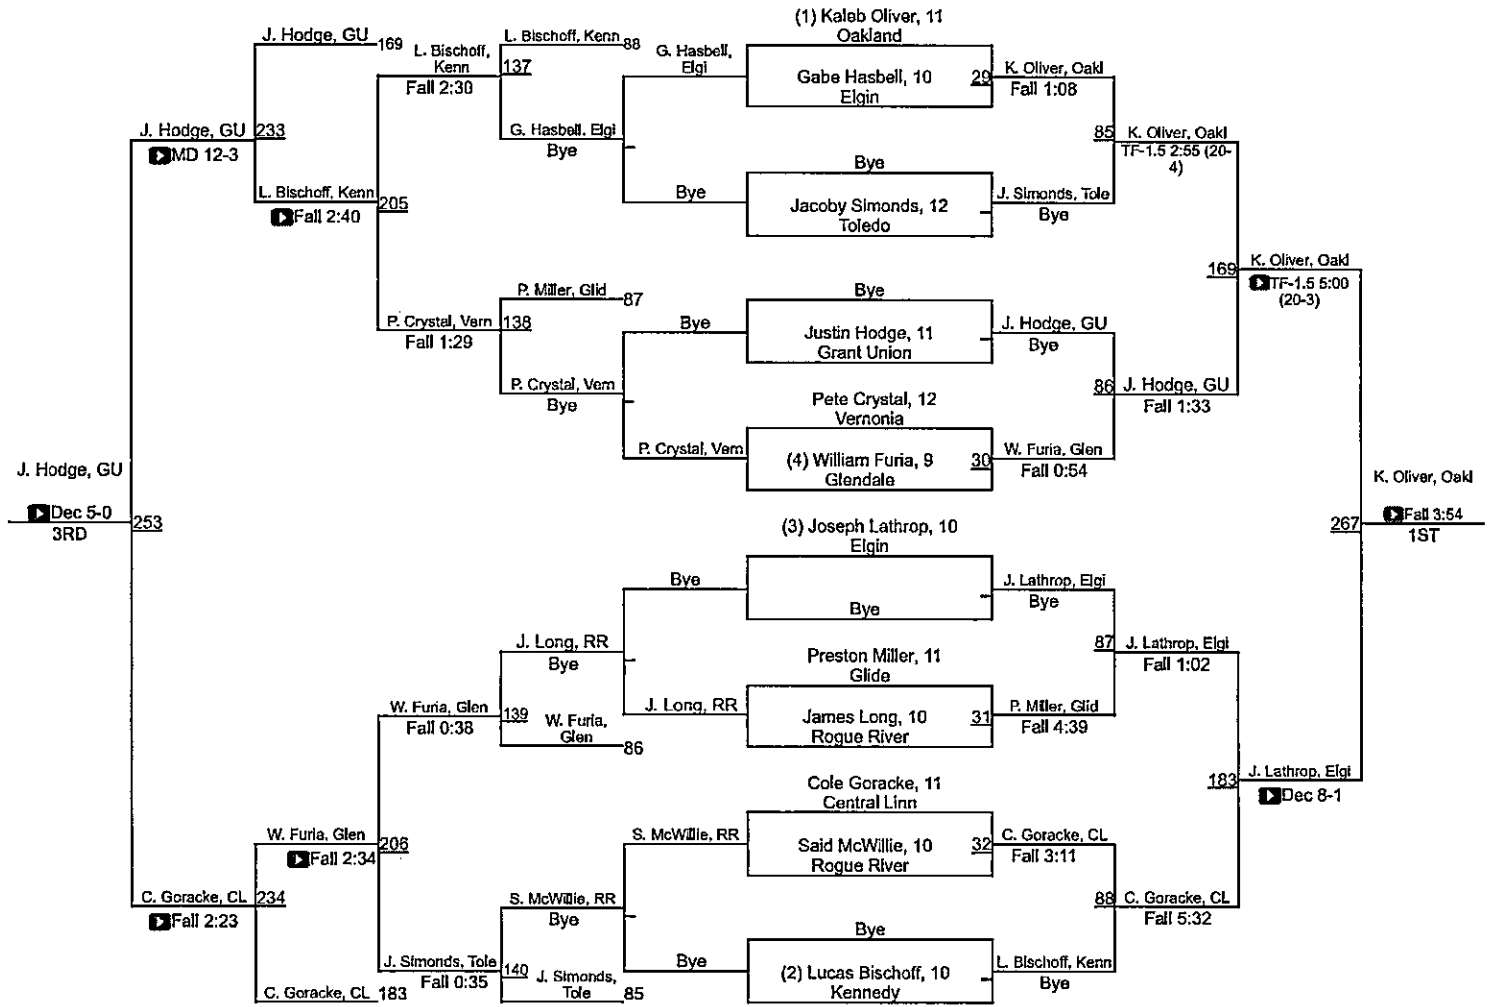 (1) Kaleb Oliver, 11
Oakland
Gabe Hasbell, 10
Elgin
29
Bye
Jacoby Simonds, 12
Toledo
Bye
Justin Hodge, 11
Grant Union
Pete Crystal, 12
Vernonia
(4) William Furia, 9
Glendale
30
(3) Joseph Lathrop, 10
Elgin
Bye
Preston Miller, 11
Glide
James Long, 10
Rogue River
31
Cole Goracke, 11
Central Linn
Said McWillie, 10
Rogue River
32
Bye
(2) Lucas Bischoff, 10
Kennedy
K. Oliver, Oakl
Fall 1:08
J. Simonds, Tole
Bye
J. Hodge, GU
Bye
W. Furia, Glen
Fall 0:54
J. Lathrop, Elgi
Bye
P. Miller, Glid
Fall 4:39
C. Goracke, CL
Fall 3:11
L. Bischoff, Kenn
Bye
85
K. Oliver, Oakl
TF-1.5 2:55 (20-
4)
86
J. Hodge, GU
Fall 1:33
87
J. Lathrop, Elgi
Fall 1:02
88
C. Goracke, CL
Fall 5:32
169
K. Oliver, Oakl
TF-1.5 5:00
(20-3)
183
J. Lathrop, Elgi
Dec 8-1
267
K. Oliver, Oakl
Fall 3:54
1ST
G. Hasbell,
Elgi
Bye
Bye
P. Crystal, Vern
Bye
J. Long, RR
S. McWillie, RR
Bye
L. Bischoff, Kenn
88
G. Hasbell, Elgi
Bye
P. Miller, Glid
87
P. Crystal, Vern
Bye
J. Long, RR
Bye
W. Furia,
Glen
86
S. McWillie, RR
Bye
J. Simonds,
Tole
85
L. Bischoff,
Kenn
137
Fall 2:30
P. Crystal, Vern
138
Fall 1:29
W. Furia, Glen
139
Fall 0:38
J. Simonds, Tole
140
Fall 0:35
J. Hodge, GU
169
L. Bischoff, Kenn
205
Fall 2:40
W. Furia, Glen
206
Fall 2:34
C. Goracke, CL
183
J. Hodge, GU
233
MD 12-3
C. Goracke, CL
234
Fall 2:23
J. Hodge, GU
Dec 5-0
253
3RD